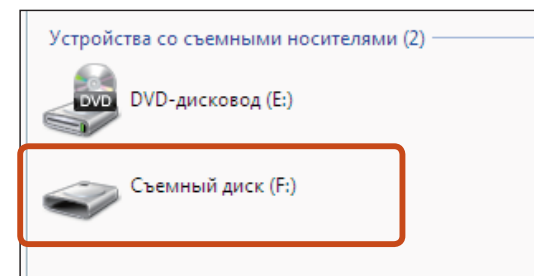 Устройства со съемными носителями (2)
DVD
DVD-дисковод (E:)
Съемный диск (F:)